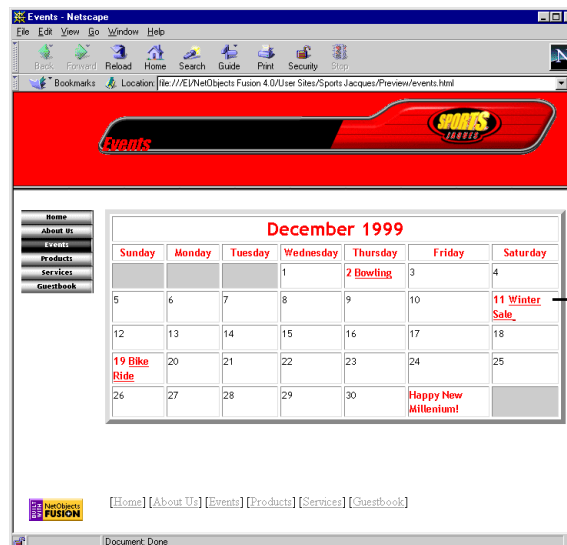 Events - Netscape
File Edit View Go Window Help
Back Forward Reload Home Search Guide Print Security Stop
Bookmarks Location: file:///E|/NetObjects Fusion 4.0/User Sites/Sports Jacques/Preview/events.html
SPORTS
Events
Home
About Us
Events
Products
Services
Guestbook
December 1999
Sunday Monday Tuesday Wednesday Thursday Friday Saturday
1 2 Bowling 3 4
5 6 7 8 9 10 11 Winter
Sale
12 13 14 15 16 17 18
19 Bike 20 21 22 23 24 25
Ride
26 27 28 29 30 Happy New
Millenium!
[Home] [About Us] [Events] [Products] [Services] [Guestbook]
BUILT WITH
NetObjects
FUSION
Document: Done